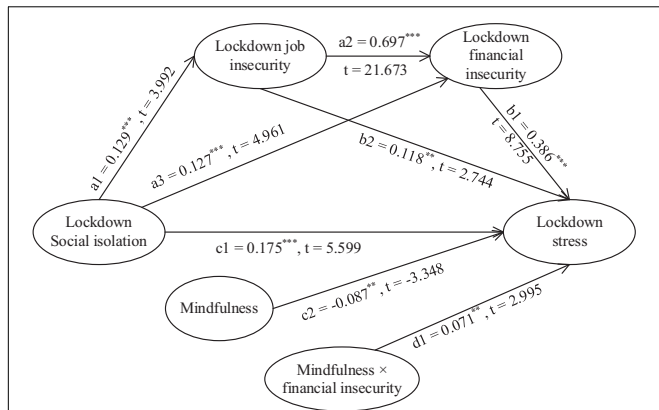 Lockdown job
insecurity
a2 = 0.697***
t = 21.673
Lockdown
financial
insecurity
a1 = 0.129***, t = 3.992
a3 = 0.127***, t = 4.961
b2 = 0.118**, t = 2.744
b1 = 0.386***
t = 8.755
Lockdown
Social isolation
c1 = 0.175***, t = 5.599
Lockdown
stress
Mindfulness
c2 = -0.087**, t = -3.348
d1 = 0.071**, t = 2.995
Mindfulness ×
financial insecurity